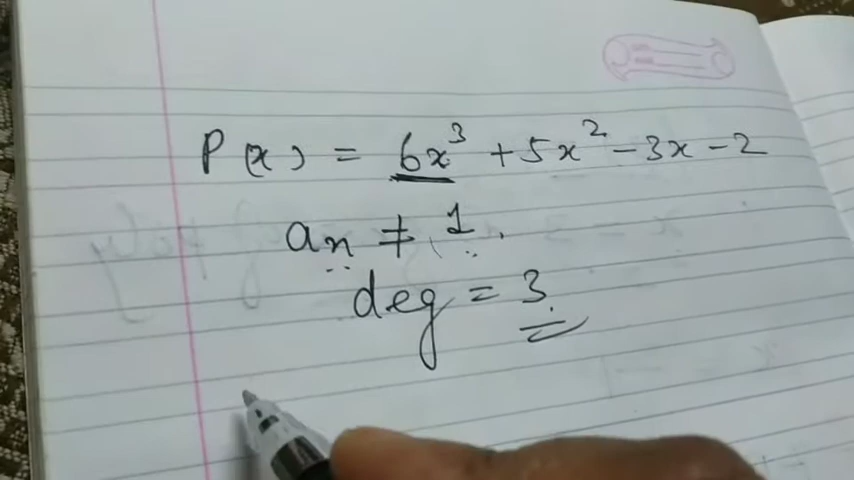 P(x) = 6x³ + 5x² - 3x - 2
an ≠ 1.
deg = 3